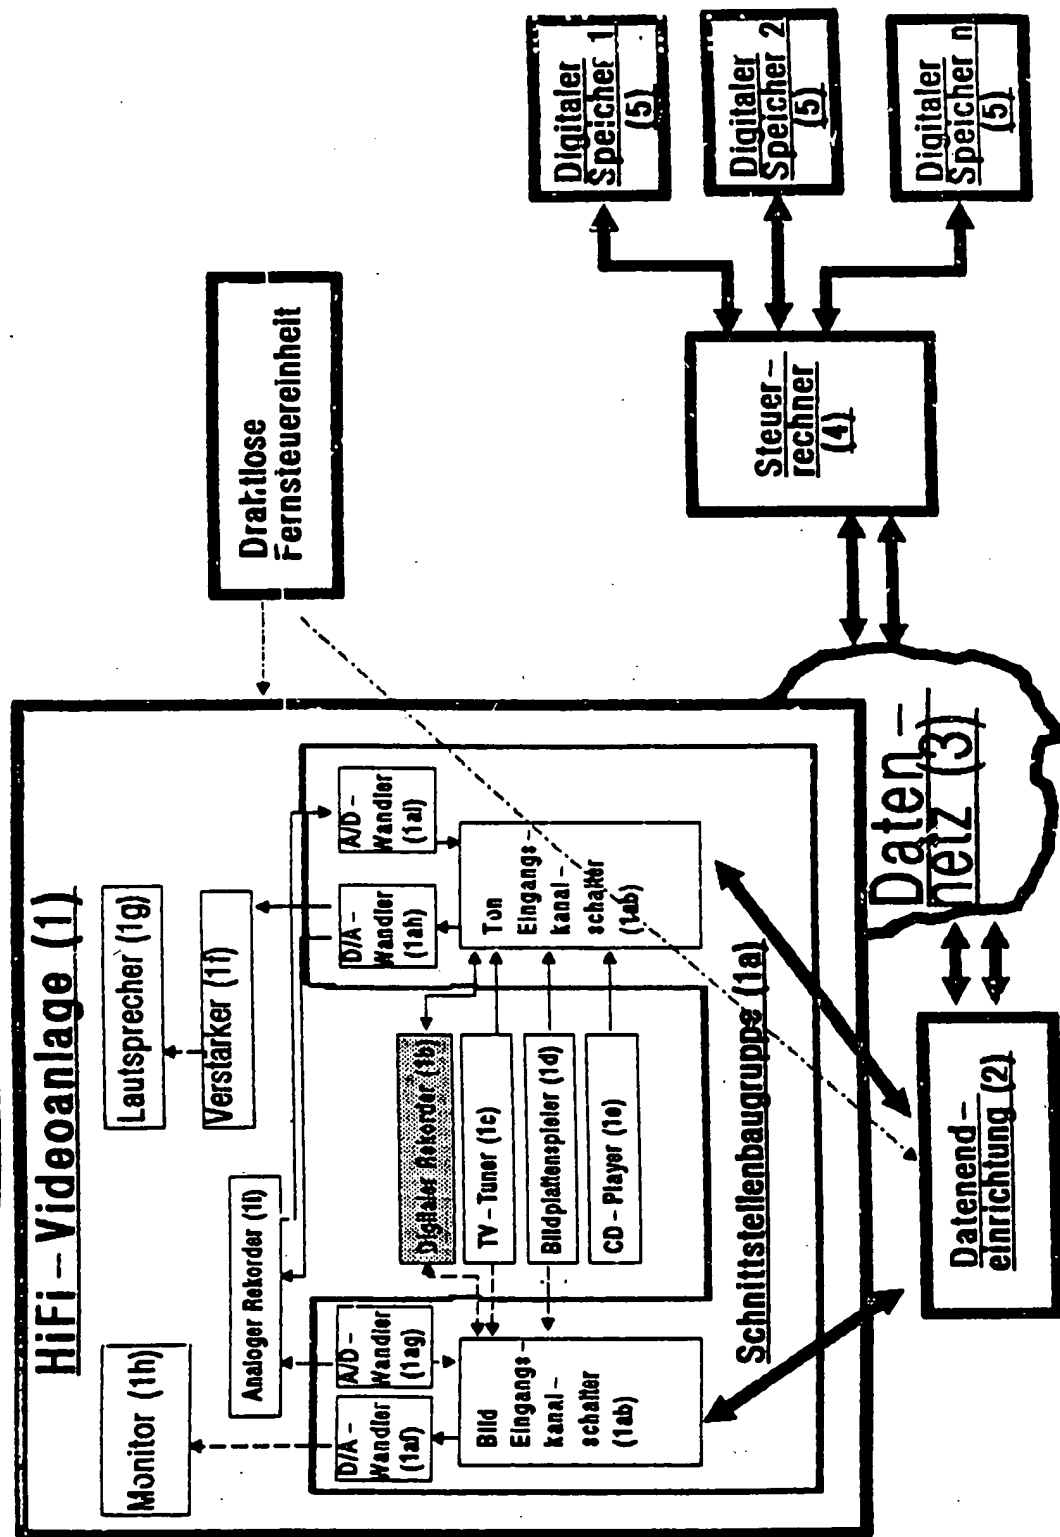 HiFi-Videoanlage (1)
Monitor (1h)
Lautsprecher (1g)
Verstarker (1f)
Analoger Rekorder (1i)
D/A-
Wandler
(1af)
A/D-
Wandler
(1ag)
D/A-
Wandler
(1ah)
A/D-
Wandler
(1ai)
Bild
Eingangs-
kanal-
schalter
(1ab)
Digitaler Rekorder (1b)
TV-Tuner (1c)
Bildplattenspieler (1d)
CD-Player (1e)
Ton
Eingangs-
kanal-
schalter
(1ab)
Schnittstellenbaugruppe (1a)
Drahtlose
Fernsteuereinheit
Datenend-
einrichtung (2)
Daten-
netz (3)
Steuer-
rechner
(4)
Digitaler
Speicher 1
(5)
Digitaler
Speicher 2
(5)
Digitaler
Speicher n
(5)